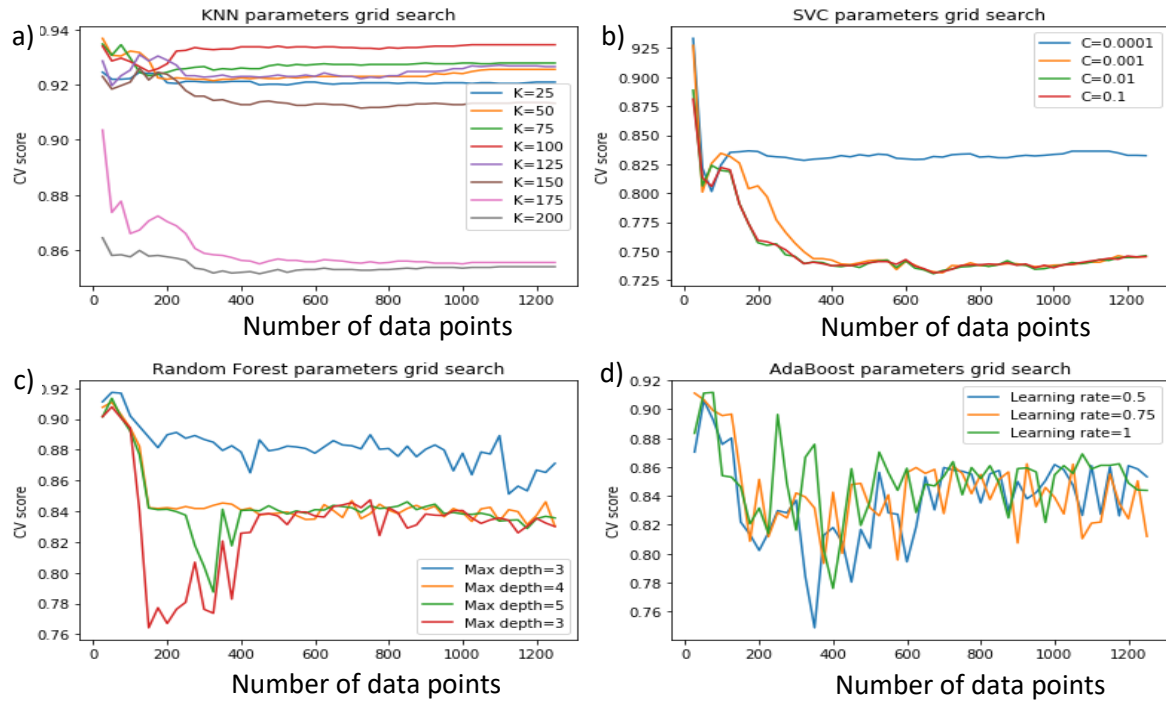 a)
KNN parameters grid search
CV score
0.94
0.92
0.90
0.88
0.86
K=25
K=50
K=75
K=100
K=125
K=150
K=175
K=200
0 200 400 600 800 1000 1200
Number of data points
b)
SVC parameters grid search
CV score
0.925
0.900
0.875
0.850
0.825
0.800
0.775
0.750
0.725
C=0.0001
C=0.001
C=0.01
C=0.1
0 200 400 600 800 1000 1200
Number of data points
c)
Random Forest parameters grid search
CV score
0.92
0.90
0.88
0.86
0.84
0.82
0.80
0.78
0.76
Max depth=3
Max depth=4
Max depth=5
Max depth=3
0 200 400 600 800 1000 1200
Number of data points
d)
AdaBoost parameters grid search
CV score
0.92
0.90
0.88
0.86
0.84
0.82
0.80
0.78
0.76
Learning rate=0.5
Learning rate=0.75
Learning rate=1
0 200 400 600 800 1000 1200
Number of data points